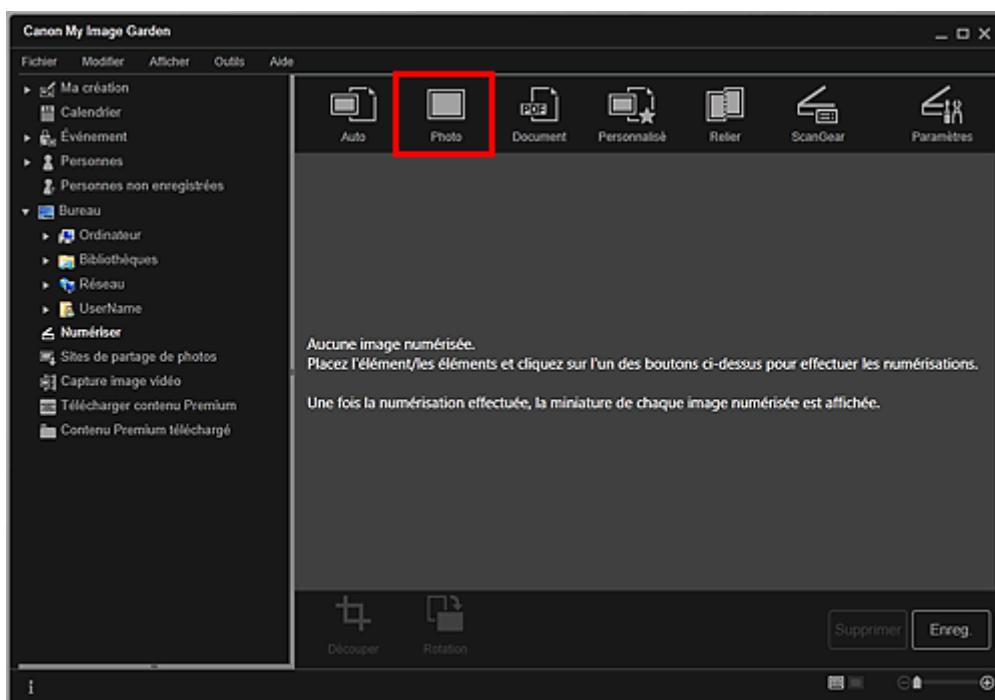 Canon My Image Garden
Fichier Modifier Afficher Outils Aide
Ma création
Calendrier
Événement
Personnes
Personnes non enregistrées
Bureau
Ordinateur
Bibliothèques
Réseau
UserName
Numériser
Sites de partage de photos
Capture image vidéo
Télécharger contenu Premium
Contenu Premium téléchargé
Auto Photo PDF Document Personnalisé Relier ScanGear Paramètres
Aucune image numérisée.
Placez l'élément/les éléments et cliquez sur l'un des boutons ci-dessus pour effectuer les numérisations.
Une fois la numérisation effectuée, la miniature de chaque image numérisée est affichée.
Découper Rotation Supprimer Enreg.